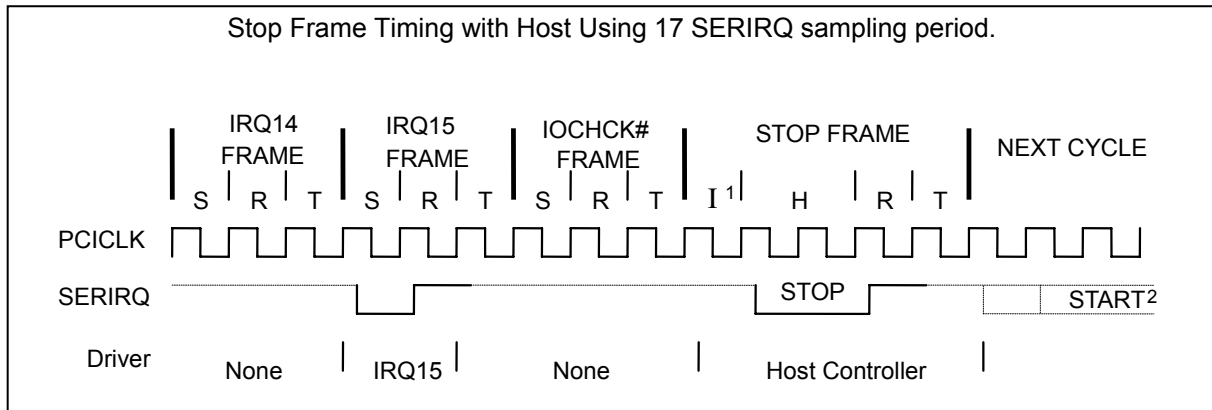 Stop Frame Timing with Host Using 17 SERIRQ sampling period.
IRQ14 FRAME
IRQ15 FRAME
IOCHCK# FRAME
STOP FRAME
NEXT CYCLE
S R T S R T S R T I 1 H R T
PCICLK
SERIRQ STOP START2
Driver None IRQ15 None Host Controller